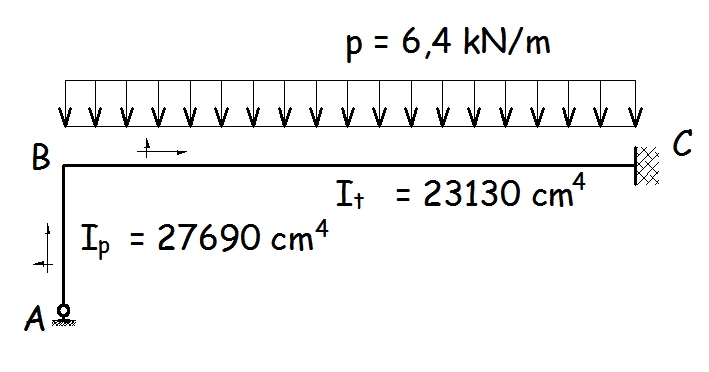 p = 6,4 kN/m
B
C
Iₜ = 23130 cm⁴
Iₚ = 27690 cm⁴
A